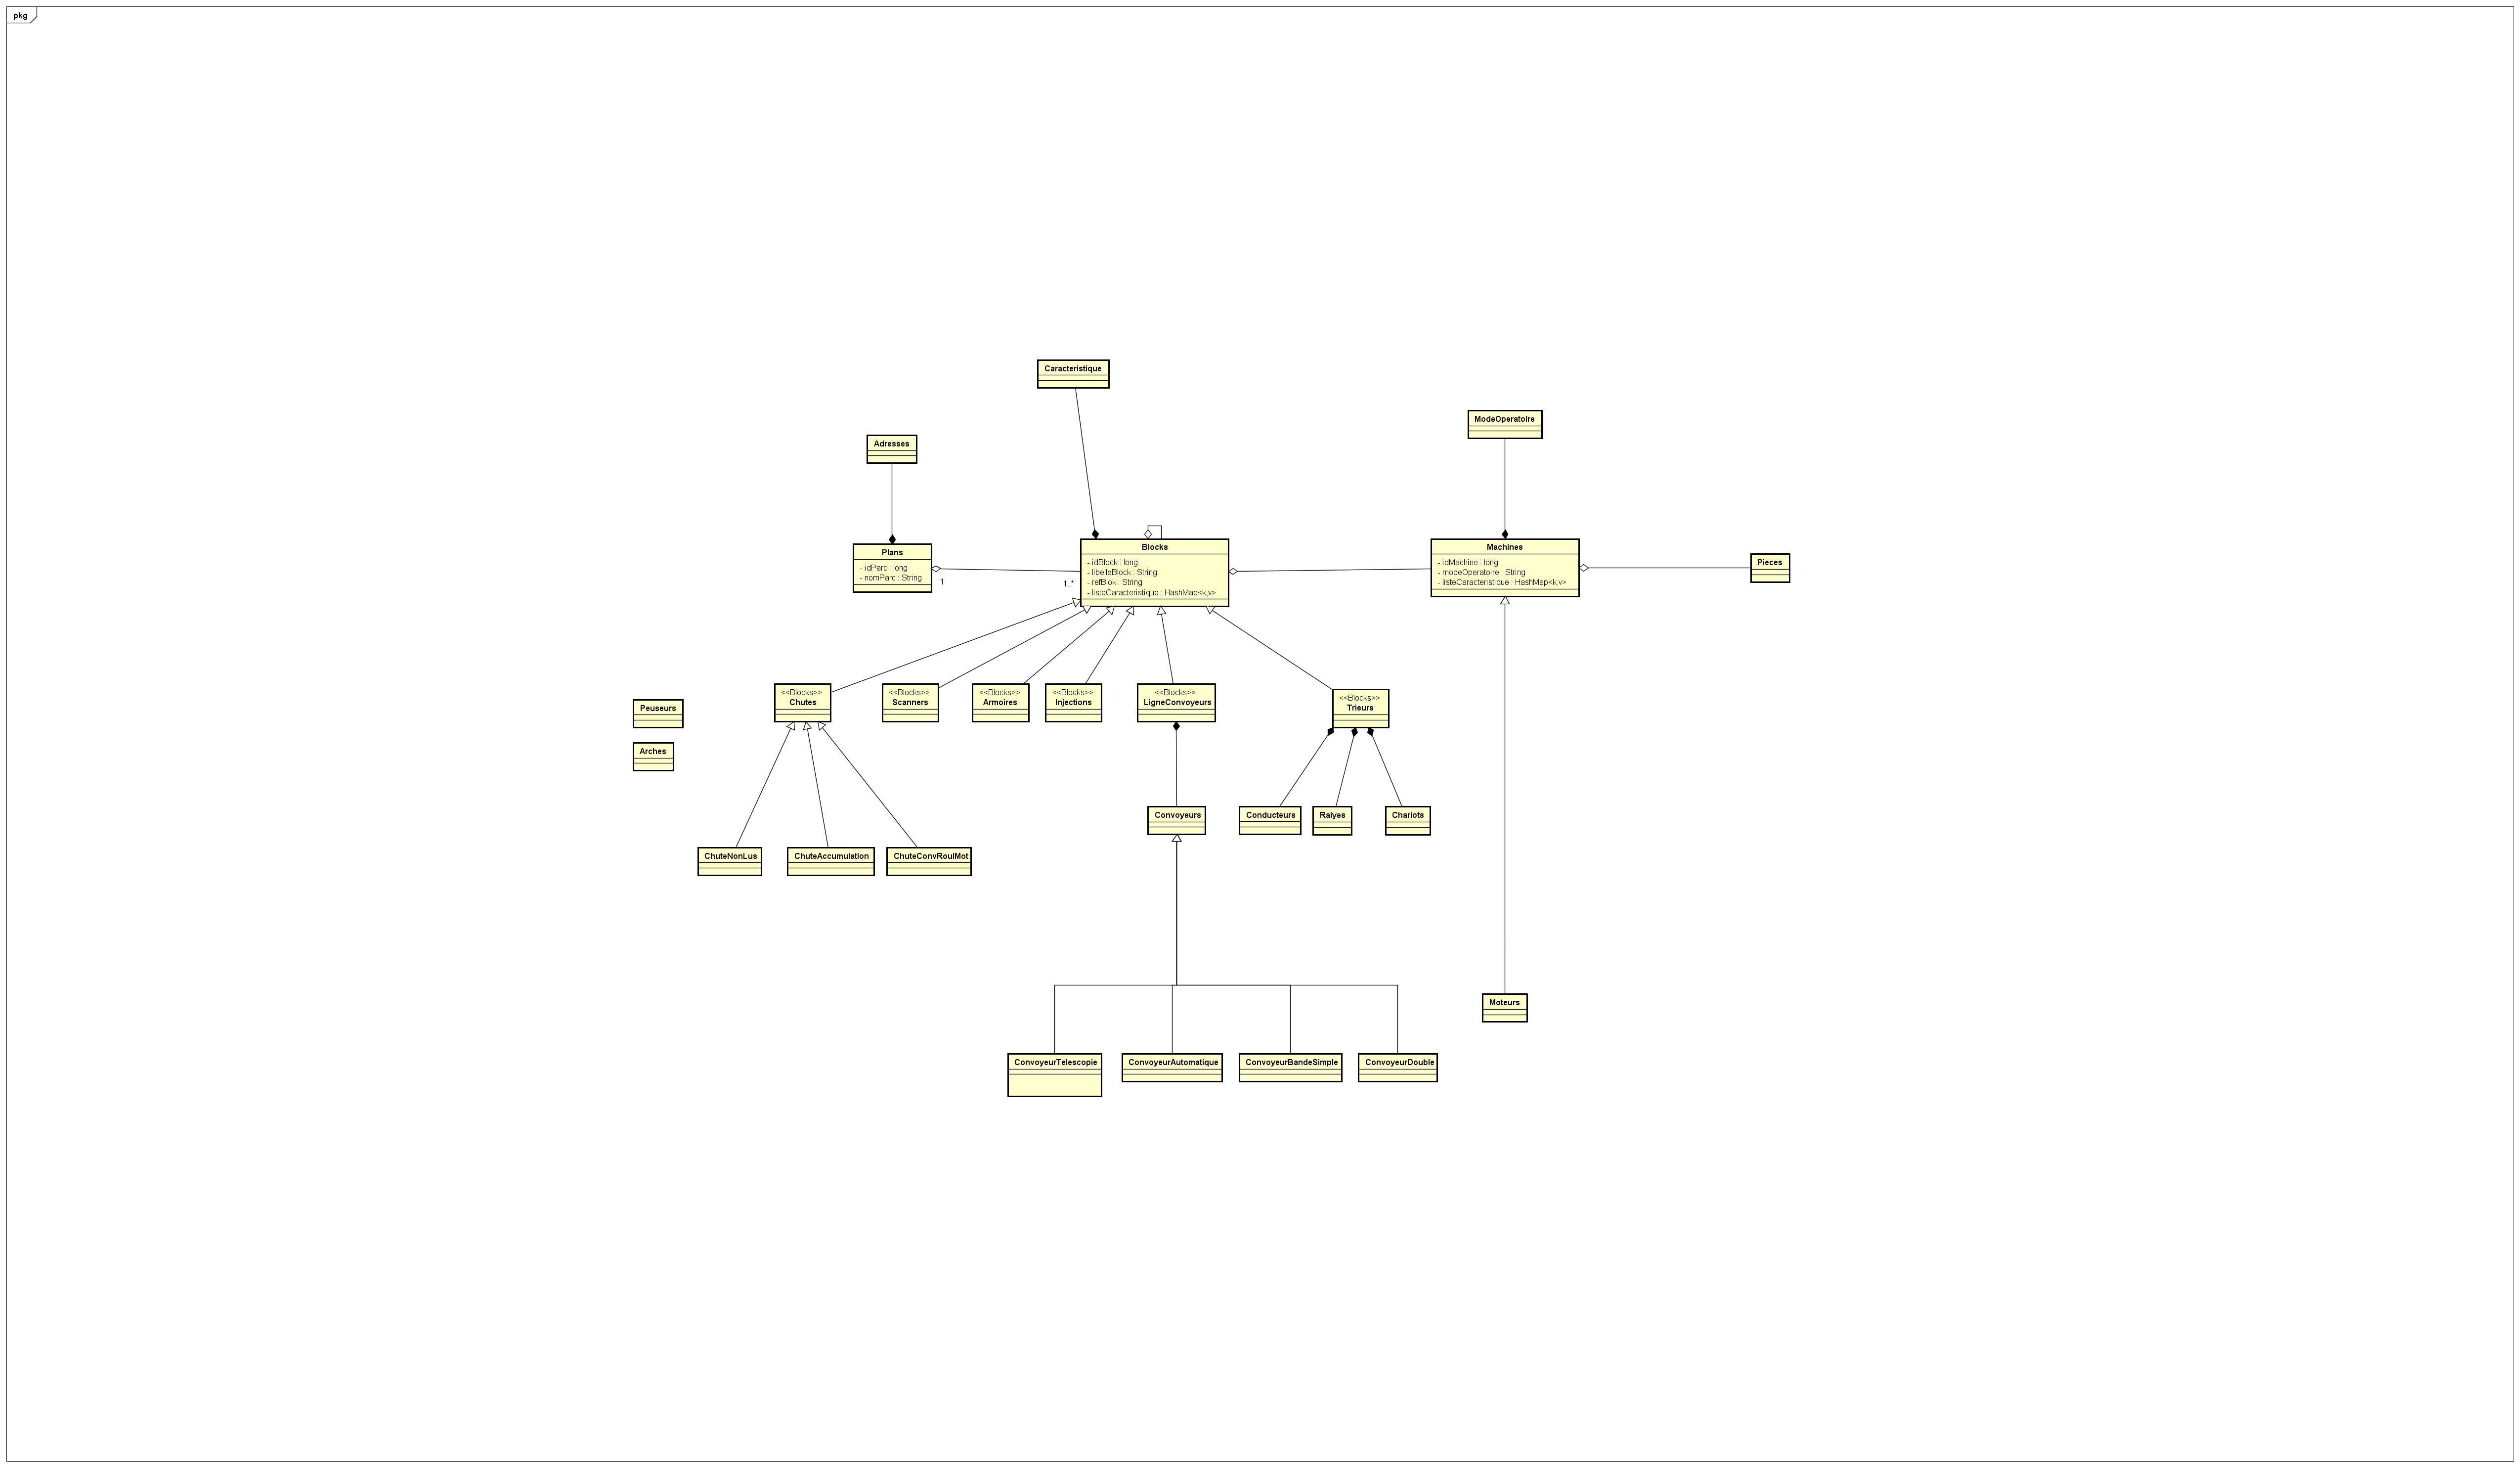 pkg
Caracteristique
ModeOperatoire
Adresses
Plans
- idParc : long
- nomParc : String
1
1..*
Blocks
- idBlock : long
- libelleBlock : String
- refBlok : String
- listeCaracteristique : HashMap<k,v>
Machines
- idMachine : long
- modeOperatoire : String
- listeCaracteristique : HashMap<k,v>
Pieces
Peuseurs
Arches
<<Blocks>>
Chutes
<<Blocks>>
Scanners
<<Blocks>>
Armoires
<<Blocks>>
Injections
<<Blocks>>
LigneConvoyeurs
<<Blocks>>
Trieurs
Convoyeurs
Conducteurs
Raiyes
Chariots
ChuteNonLus
ChuteAccumulation
ChuteConvRoulMot
Moteurs
ConvoyeurTelescopie
ConvoyeurAutomatique
ConvoyeurBandeSimple
ConvoyeurDouble